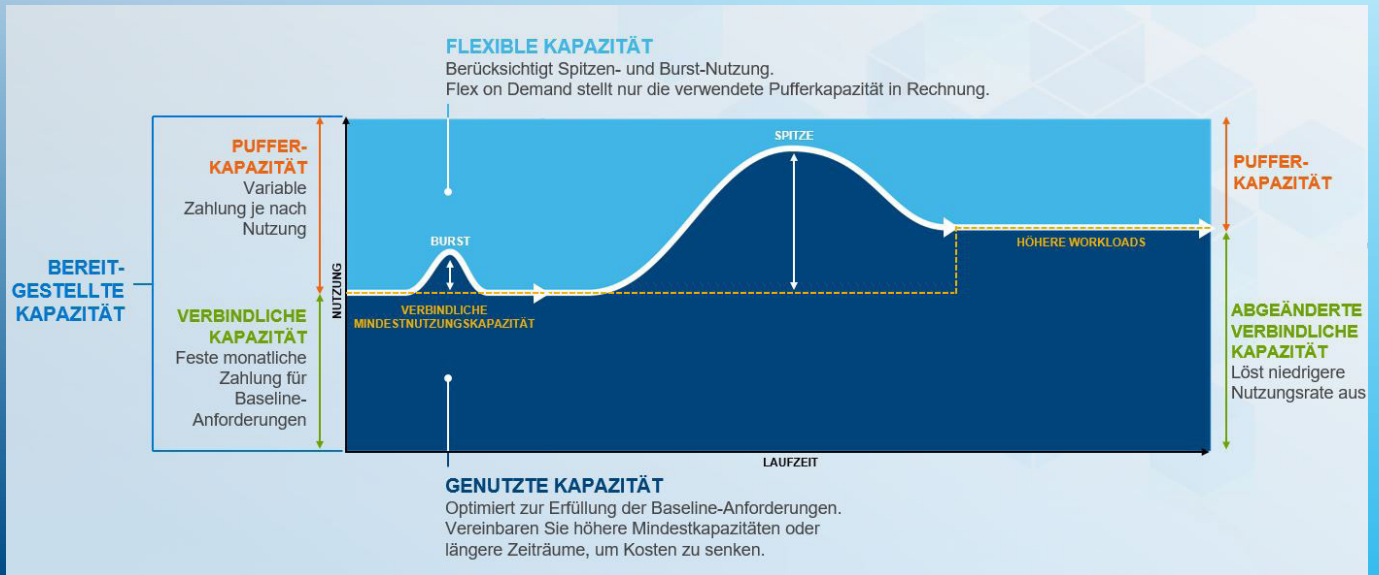 FLEXIBLE KAPAZITÄT
Berücksichtigt Spitzen- und Burst-Nutzung.
Flex on Demand stellt nur die verwendete Pufferkapazität in Rechnung.
BEREIT-
GESTELLTE
KAPAZITÄT
PUFFER-
KAPAZITÄT
Variable
Zahlung je nach
Nutzung
VERBINDLICHE
KAPAZITÄT
Feste monatliche
Zahlung für
Baseline-
Anforderungen
NUTZUNG
BURST
VERBINDLICHE
MINDESTNUTZUNGSKAPAZITÄT
SPITZE
HÖHERE WORKLOADS
LAUFZEIT
PUFFER-
KAPAZITÄT
ABGEÄNDERTE
VERBINDLICHE
KAPAZITÄT
Löst niedrigere
Nutzungsrate aus
GENUTZTE KAPAZITÄT
Optimiert zur Erfüllung der Baseline-Anforderungen.
Vereinbaren Sie höhere Mindestkapazitäten oder
längere Zeiträume, um Kosten zu senken.